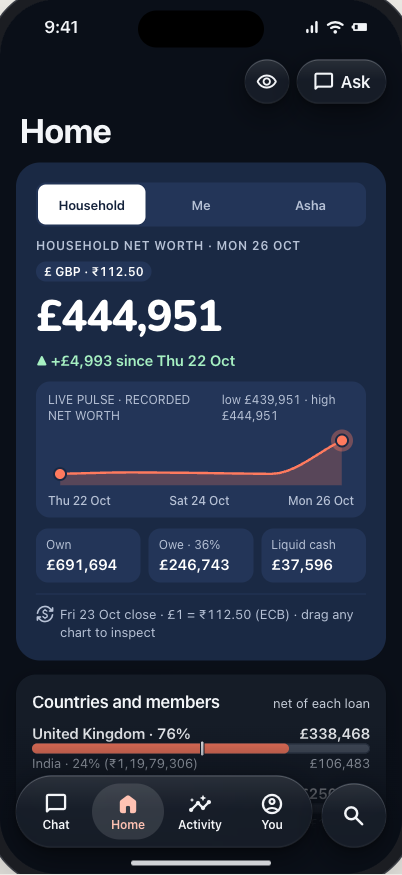 9:41
Ask
Home
Household
Me
Asha
HOUSEHOLD NET WORTH · MON 26 OCT
£ GBP · ₹112.50
£444,951
▲ +£4,993 since Thu 22 Oct
LIVE PULSE · RECORDED
NET WORTH
low £439,951 · high
£444,951
Thu 22 Oct
Sat 24 Oct
Mon 26 Oct
Own
£691,694
Owe · 36%
£246,743
Liquid cash
£37,596
Fri 23 Oct close · £1 = ₹112.50 (ECB) · drag any
chart to inspect
Countries and members
net of each loan
United Kingdom · 76%
£338,468
India · 24% (₹1,19,79,306)
£106,483
Chat
Home
Activity
You